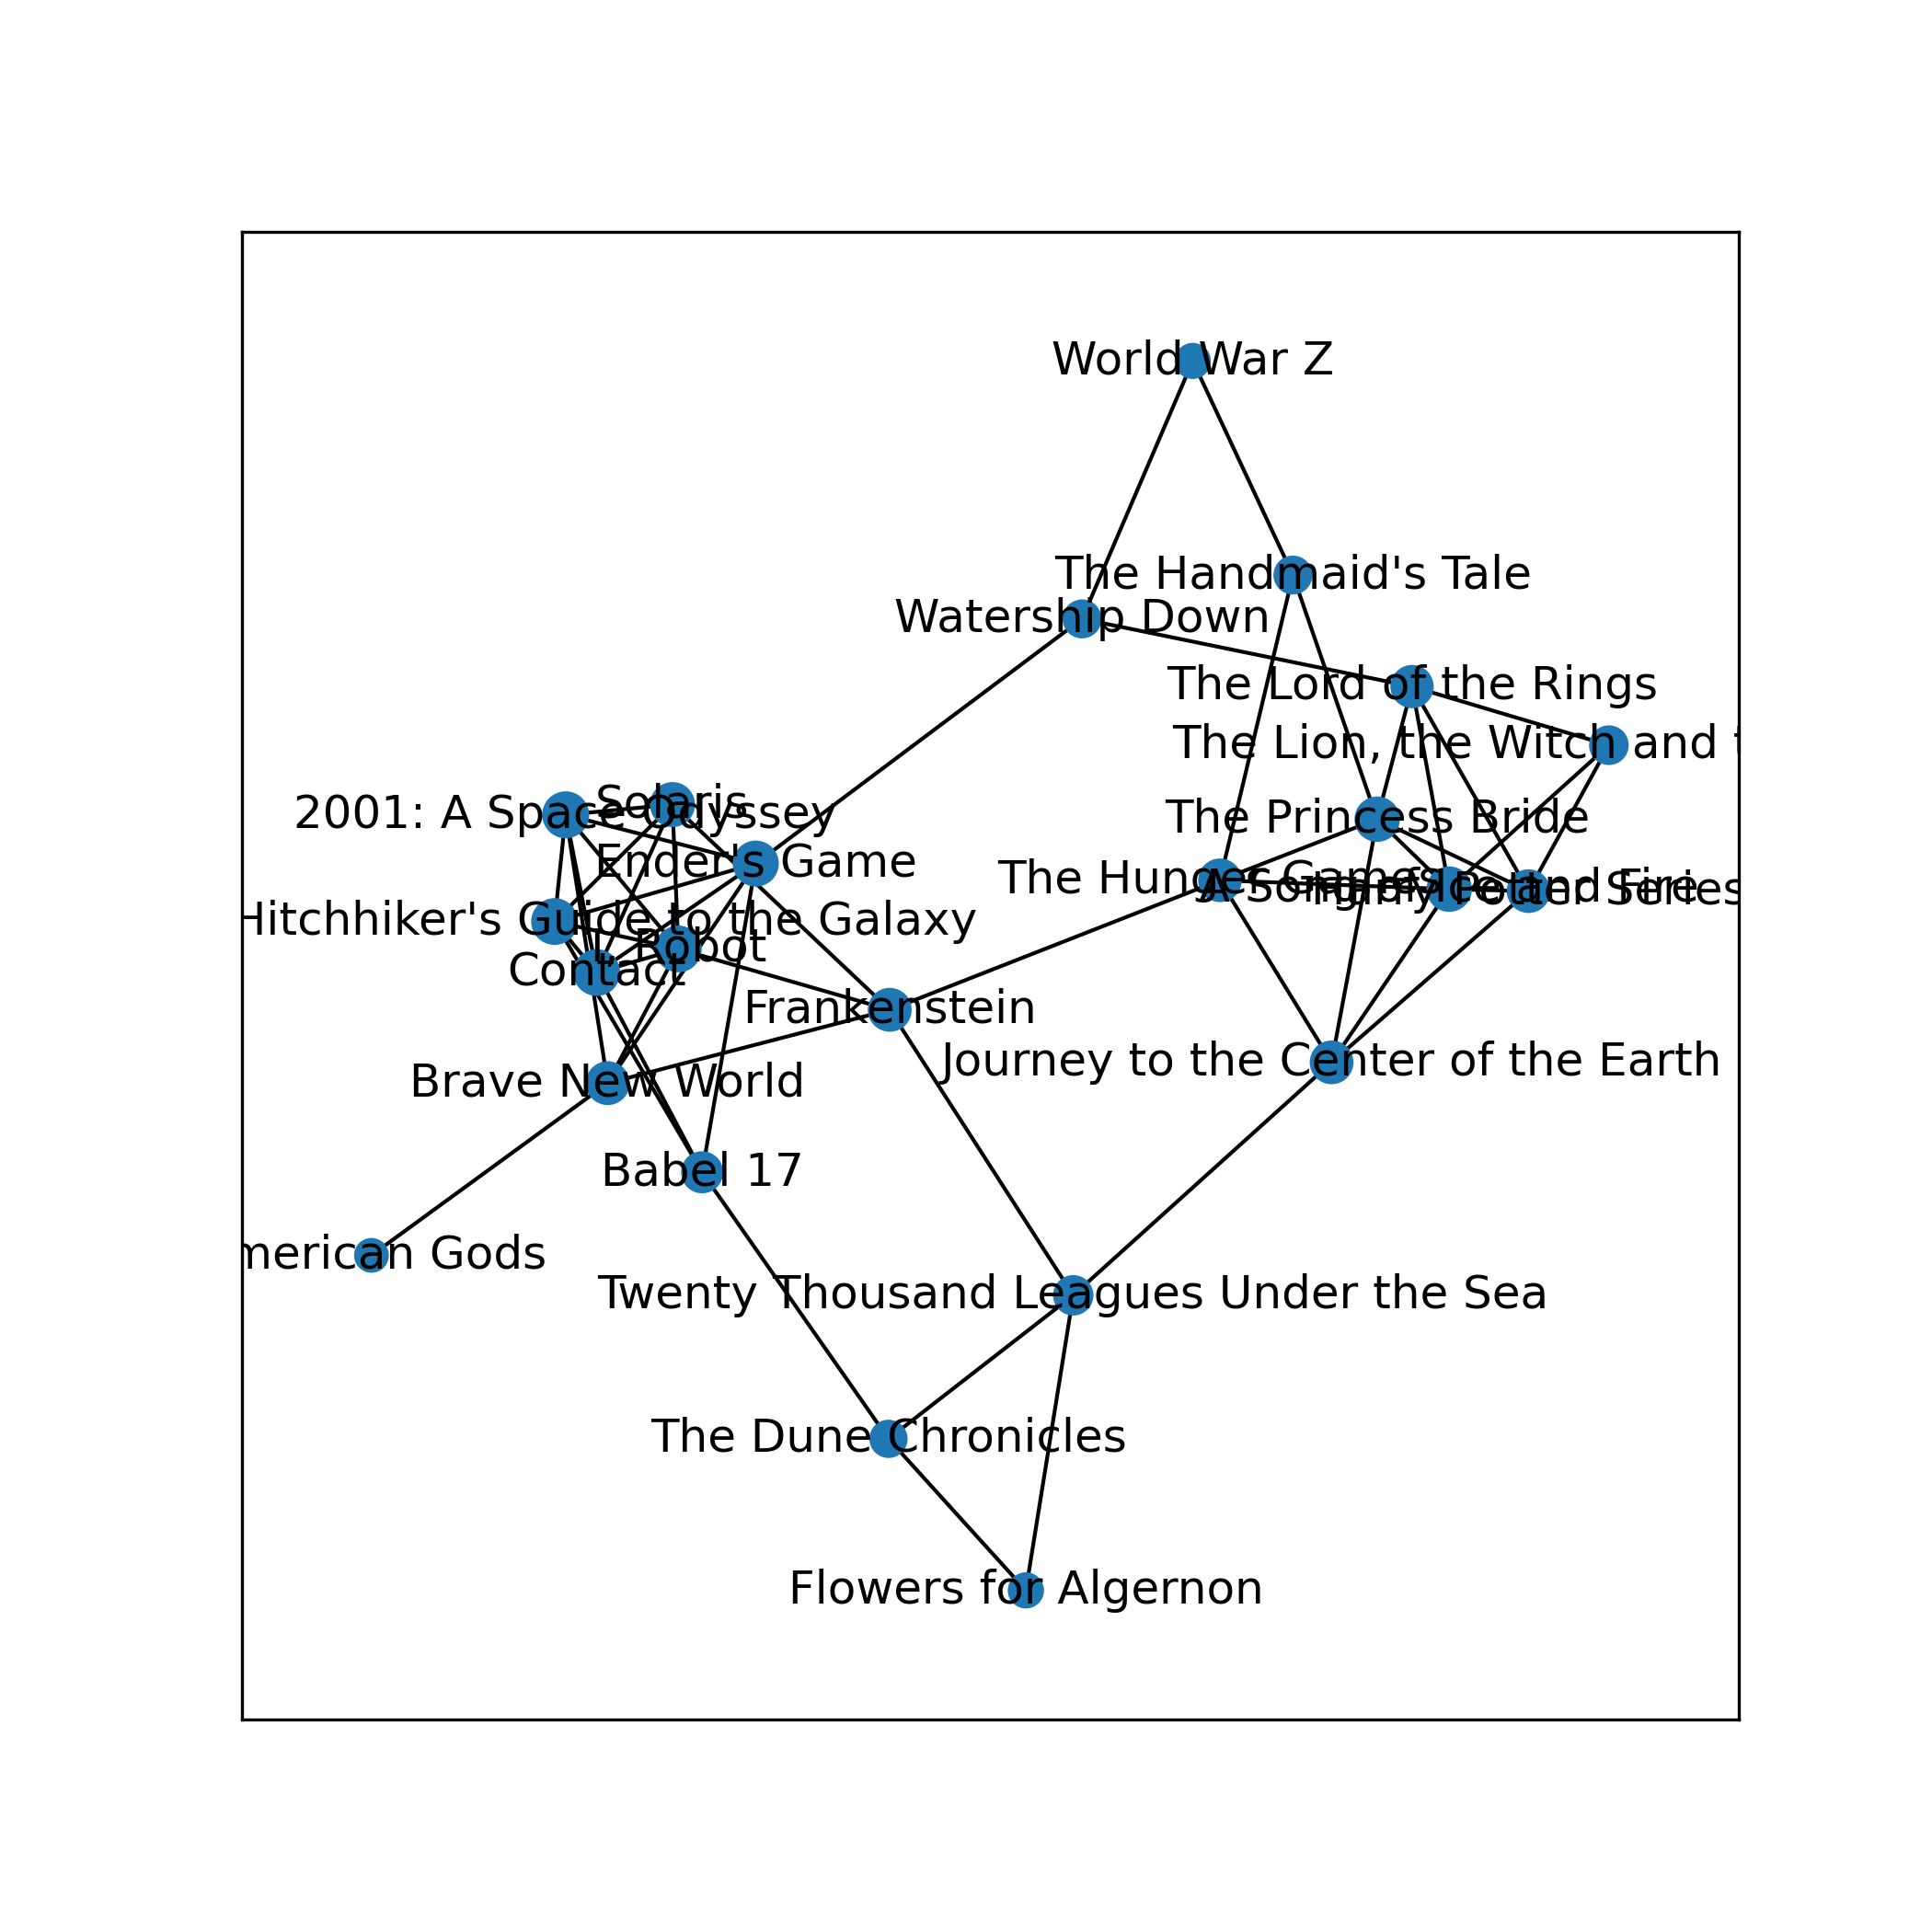 World War Z
The Handmaid's Tale
Watership Down
The Lord of the Rings
The Lion, the Witch and
Solaris
2001: A Space Odyssey
The Princess Bride
Ender's Game
The Hunger Games
A Song of Ice and Fire
Harry Potter Series
Hitchhiker's Guide to the Galaxy
I, Robot
Contact
Frankenstein
Journey to the Center of the Earth
Brave New World
Babel 17
merican Gods
Twenty Thousand Leagues Under the Sea
The Dune Chronicles
Flowers for Algernon